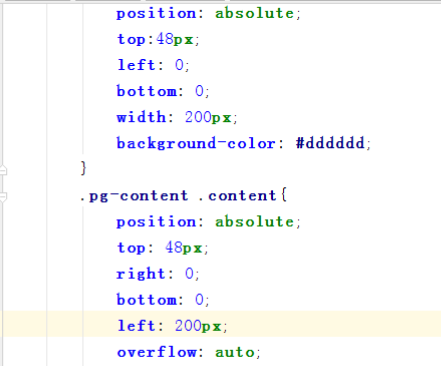 position: absolute;
top:48px;
left: 0;
bottom: 0;
width: 200px;
background-color: #dddddd;
}
.pg-content .content{
position: absolute;
top: 48px;
right: 0;
bottom: 0;
left: 200px;
overflow: auto;